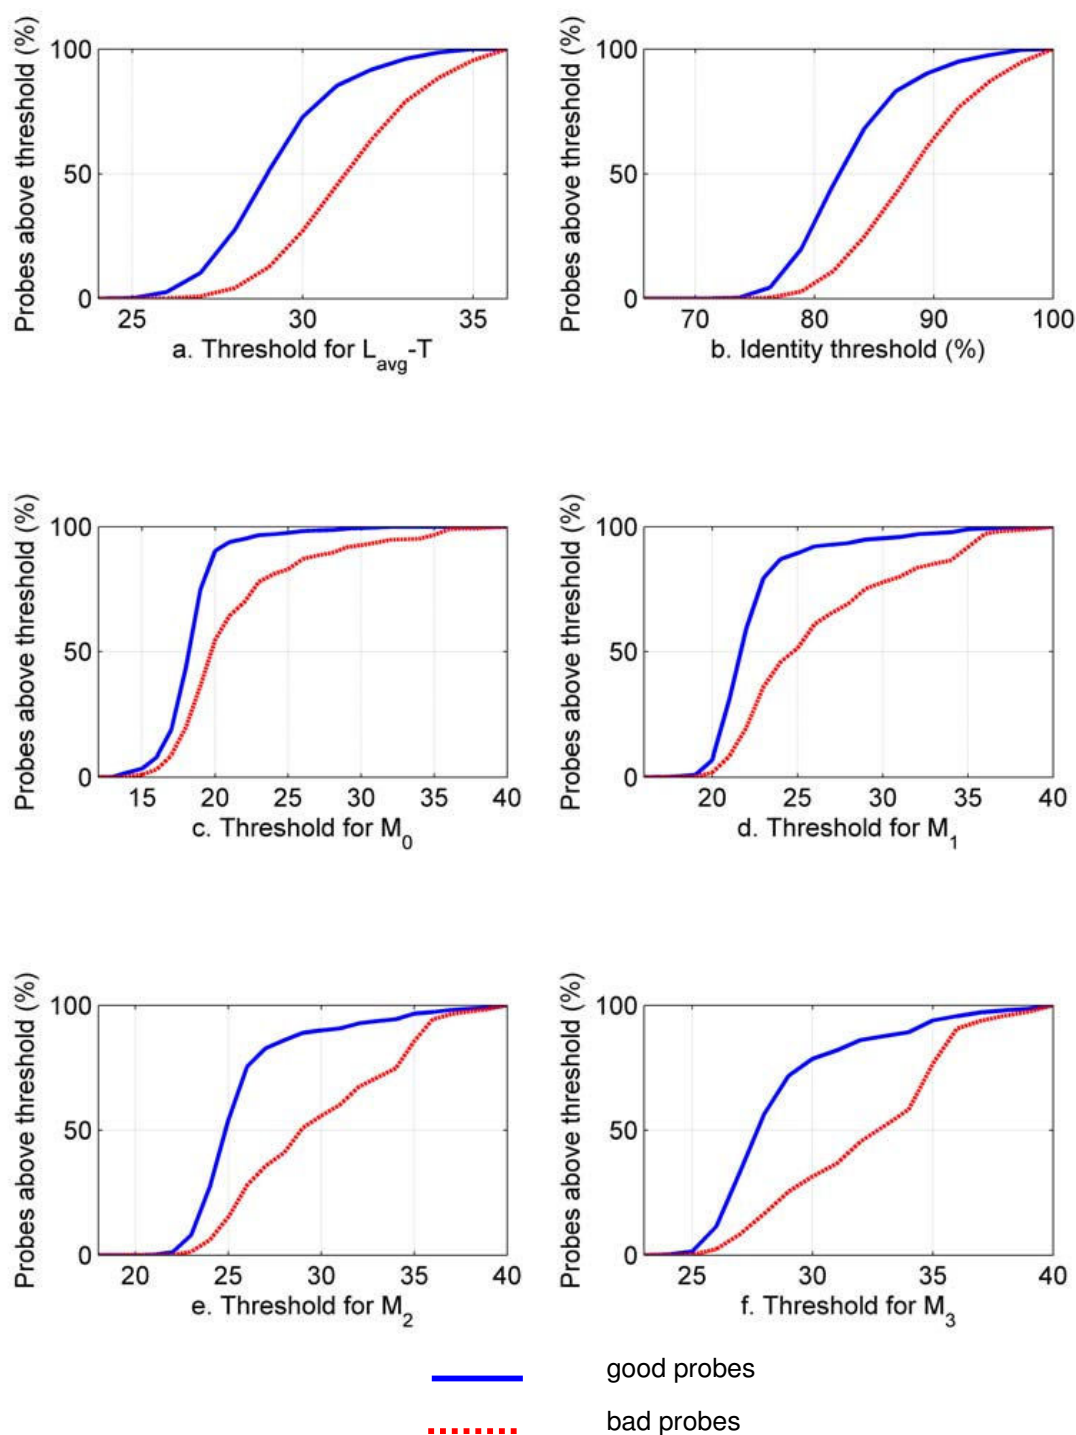 Probes above threshold (%)
100
50
0
25 30 35
a. Threshold for Lavg-T
Probes above threshold (%)
100
50
0
70 80 90 100
b. Identity threshold (%)
Probes above threshold (%)
100
50
0
15 20 25 30 35 40
c. Threshold for M0
Probes above threshold (%)
100
50
0
20 25 30 35 40
d. Threshold for M1
Probes above threshold (%)
100
50
0
20 25 30 35 40
e. Threshold for M2
Probes above threshold (%)
100
50
0
25 30 35 40
f. Threshold for M3
good probes
bad probes